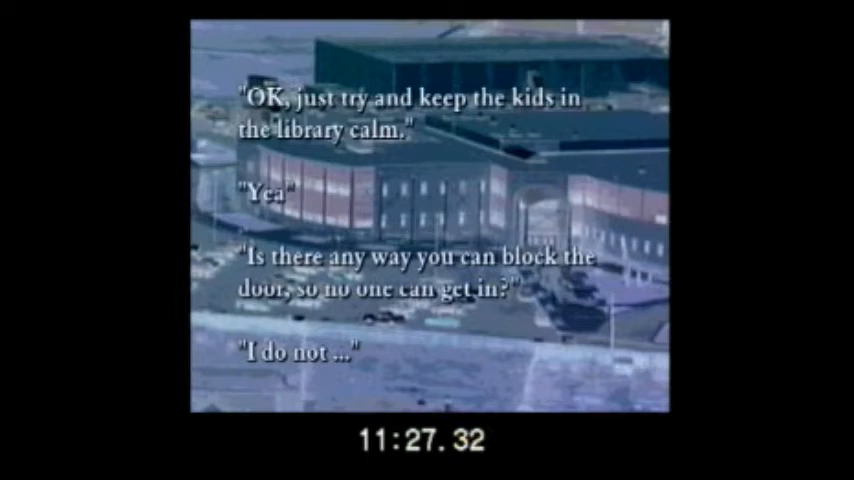 "OK, just try and keep the kids in
the library calm."
"Yea"
"Is there any way you can block the
door, so no one can get in?"
"I do not ..."
11:27.32